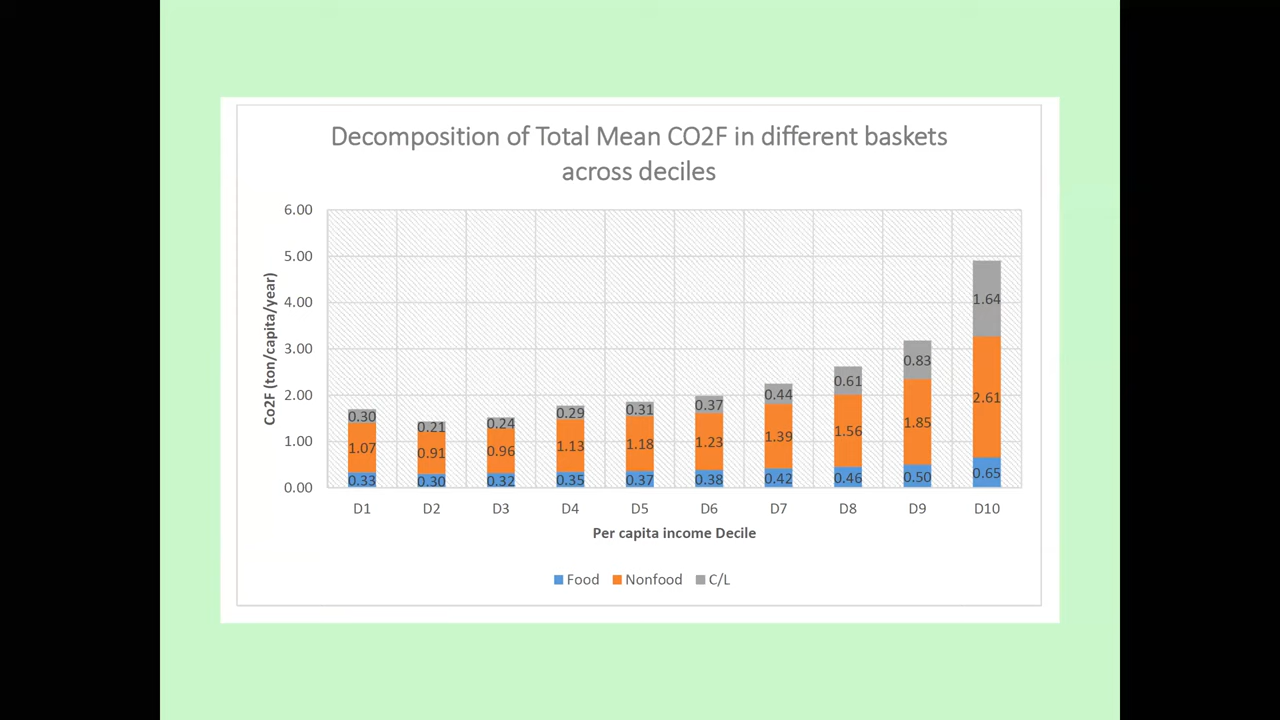 Decomposition of Total Mean CO2F in different baskets
across deciles
6.00
5.00
4.00
3.00
2.00
1.00
0.00
Co2F (ton/capita/year)
0.30 0.21 0.24 0.29 0.31 0.37 0.44 0.61 0.83 1.64
1.07 0.91 0.96 1.13 1.18 1.23 1.39 1.56 1.85 2.61
0.33 0.30 0.32 0.35 0.37 0.38 0.42 0.46 0.50 0.65
D1 D2 D3 D4 D5 D6 D7 D8 D9 D10
Per capita income Decile
Food Nonfood C/L